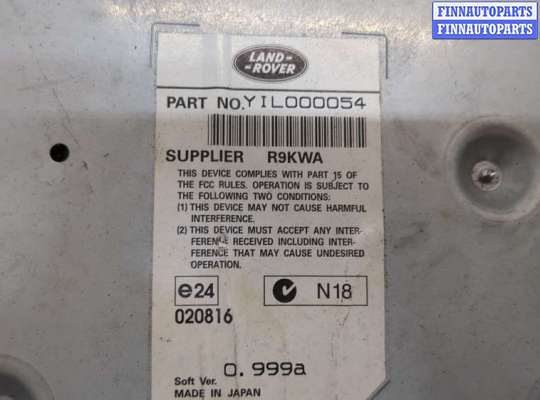 FINNAUTOPARTS
FINNAUTOPARTS
LAND
ROVER
PART NO. YIL000054
SUPPLIER R9KWA
THIS DEVICE COMPLIES WITH PART 15 OF
THE FCC RULES. OPERATION IS SUBJECT TO
THE FOLLOWING TWO CONDITIONS:
(1) THIS DEVICE MAY NOT CAUSE HARMFUL
INTERFERENCE.
(2) THIS DEVICE MUST ACCEPT ANY INTER-
FERENCE RECEIVED INCLUDING INTER-
FERENCE THAT MAY CAUSE UNDESIRED
OPERATION.
e24 N18
020816
Soft Ver. 0.999a
MADE IN JAPAN